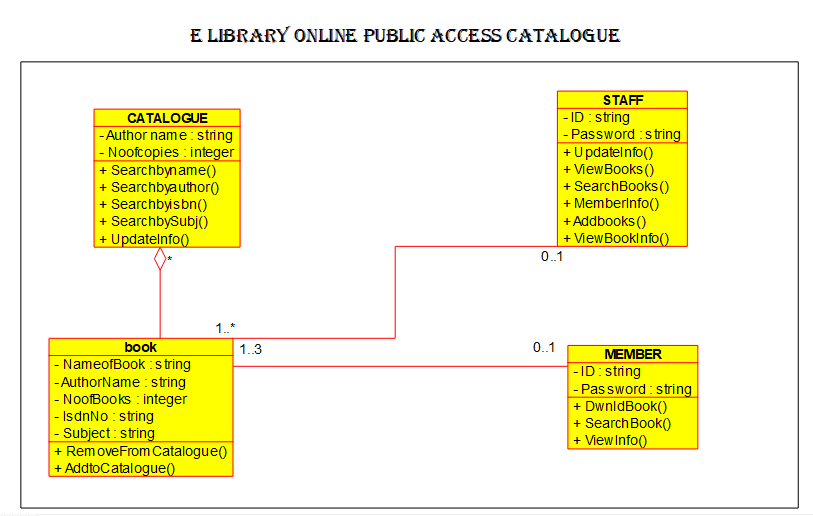 E LIBRARY ONLINE PUBLIC ACCESS CATALOGUE
CATALOGUE
- Author name : string
- Noofcopies : integer
+ Searchbyname()
+ Searchbyauthor()
+ Searchbyisbn()
+ SearchbySubj()
+ UpdateInfo()
*
STAFF
- ID : string
- Password : string
+ UpdateInfo()
+ ViewBooks()
+ SearchBooks()
+ MemberInfo()
+ Addbooks()
+ ViewBookInfo()
0..1
1..*
book
- NameofBook : string
- AuthorName : string
- NoofBooks : integer
- IsdnNo : string
- Subject : string
+ RemoveFromCatalogue()
+ AddtoCatalogue()
1..3
0..1
MEMBER
- ID : string
- Password : string
+ DwnldBook()
+ SearchBook()
+ ViewInfo()